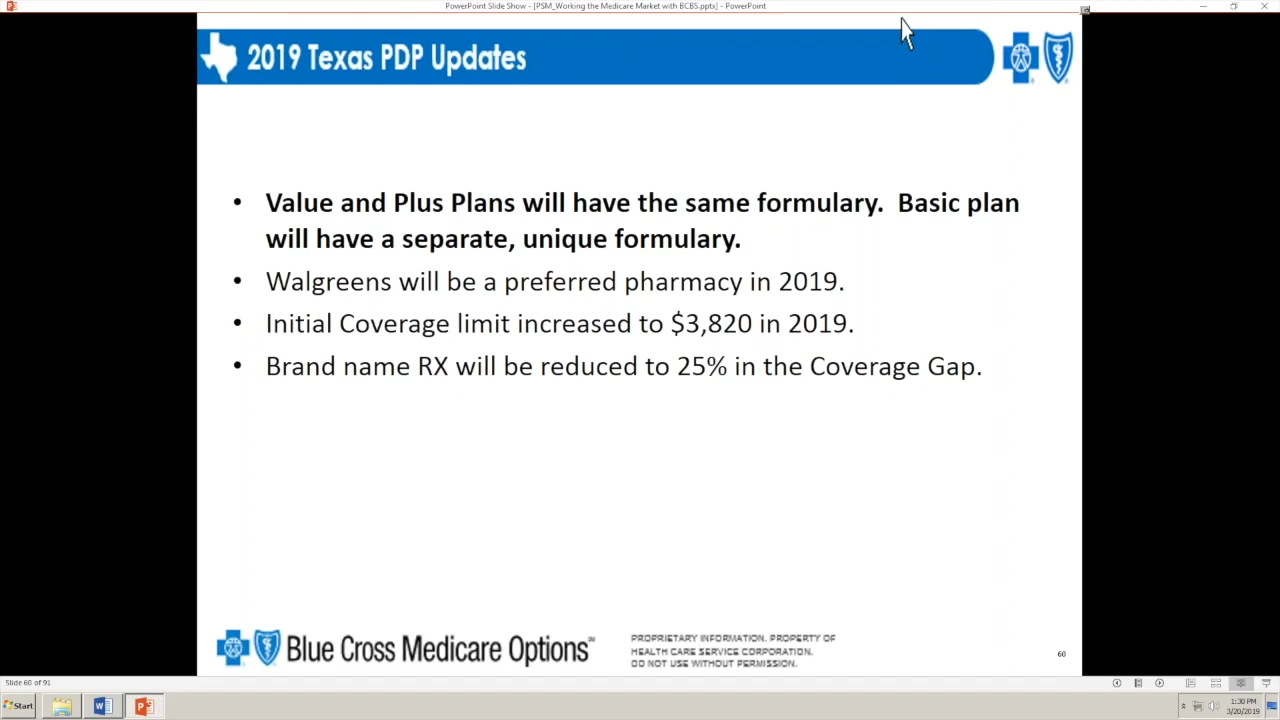 PowerPoint Slide Show - [PSM_Working the Medicare Market with BCBS.pptx] - PowerPoint
2019 Texas PDP Updates
• Value and Plus Plans will have the same formulary.  Basic plan
will have a separate, unique formulary.
• Walgreens will be a preferred pharmacy in 2019.
• Initial Coverage limit increased to $3,820 in 2019.
• Brand name RX will be reduced to 25% in the Coverage Gap.
Blue Cross Medicare Options℠
PROPRIETARY INFORMATION. PROPERTY OF
HEALTH CARE SERVICE CORPORATION.
DO NOT USE WITHOUT PERMISSION.
60
Slide 60 of 91
Start
1:30 PM
3/20/2019